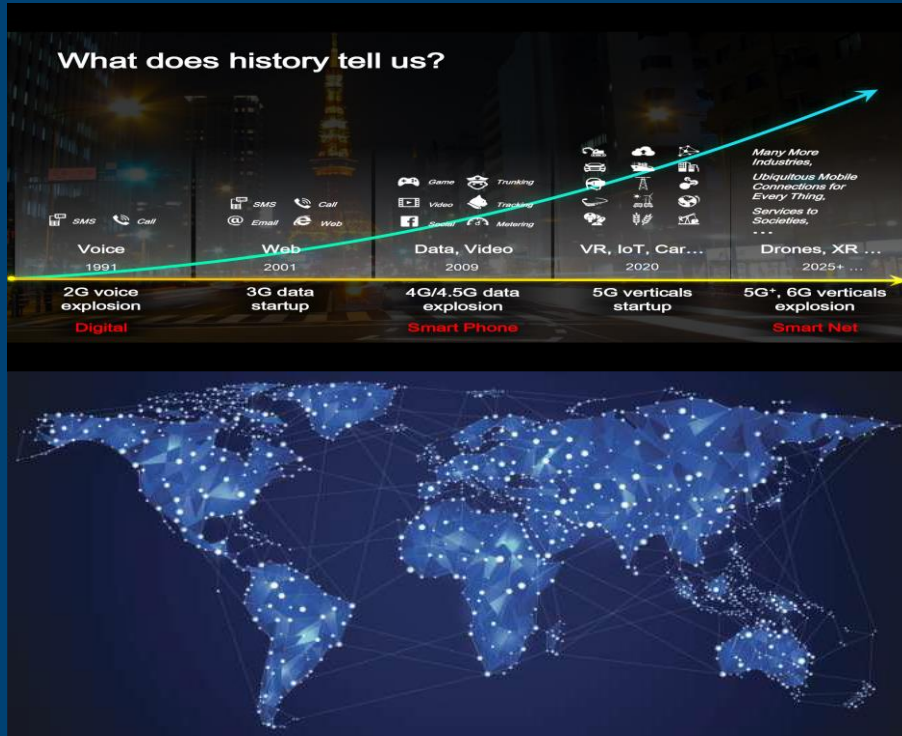 What does history tell us?
SMS Call
SMS Call
@ Email Web
Game Trunking
Video Tracking
Social Metering
Many More
Industries,
Ubiquitous Mobile
Connections for
Every Thing,
Services to
Societies,
...
Voice
1991
Web
2001
Data, Video
2009
VR, IoT, Car...
2020
Drones, XR ...
2025+ ...
2G voice
explosion
Digital
3G data
startup
4G/4.5G data
explosion
Smart Phone
5G verticals
startup
5G⁺, 6G verticals
explosion
Smart Net